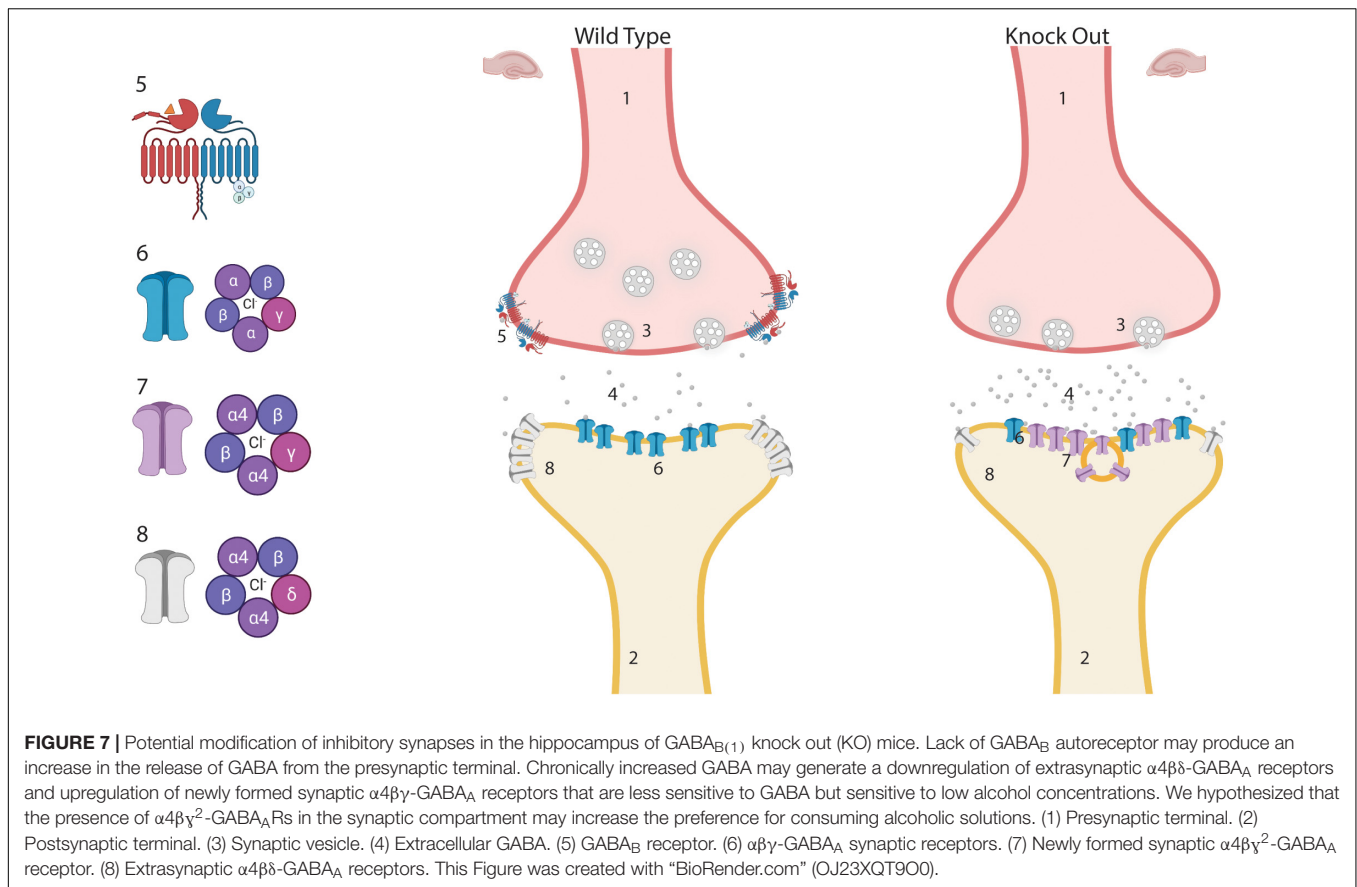 Wild Type
Knock Out
5
α
β
γ
6
α
β
β
Cl-
γ
α
7
α4
β
Cl-
β
γ
α4
8
α4
β
Cl-
β
δ
α4
1
3
5
4
8
6
2
1
3
4
6
7
8
2
FIGURE 7 | Potential modification of inhibitory synapses in the hippocampus of GABAB(1) knock out (KO) mice. Lack of GABAB autoreceptor may produce an
increase in the release of GABA from the presynaptic terminal. Chronically increased GABA may generate a downregulation of extrasynaptic α4βδ-GABAA receptors
and upregulation of newly formed synaptic α4βγ-GABAA receptors that are less sensitive to GABA but sensitive to low alcohol concentrations. We hypothesized that
the presence of α4βγ2-GABAARs in the synaptic compartment may increase the preference for consuming alcoholic solutions. (1) Presynaptic terminal. (2)
Postsynaptic terminal. (3) Synaptic vesicle. (4) Extracellular GABA. (5) GABAB receptor. (6) αβγ-GABAA synaptic receptors. (7) Newly formed synaptic α4βγ2-GABAA
receptor. (8) Extrasynaptic α4βδ-GABAA receptors. This Figure was created with “BioRender.com” (OJ23XQT9O0).